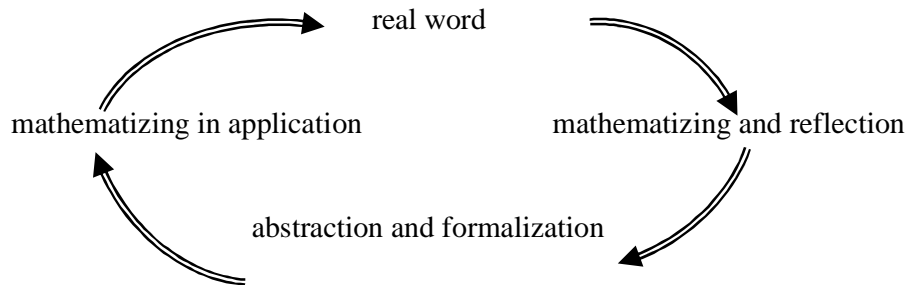 real word
mathematizing in application
mathematizing and reflection
abstraction and formalization